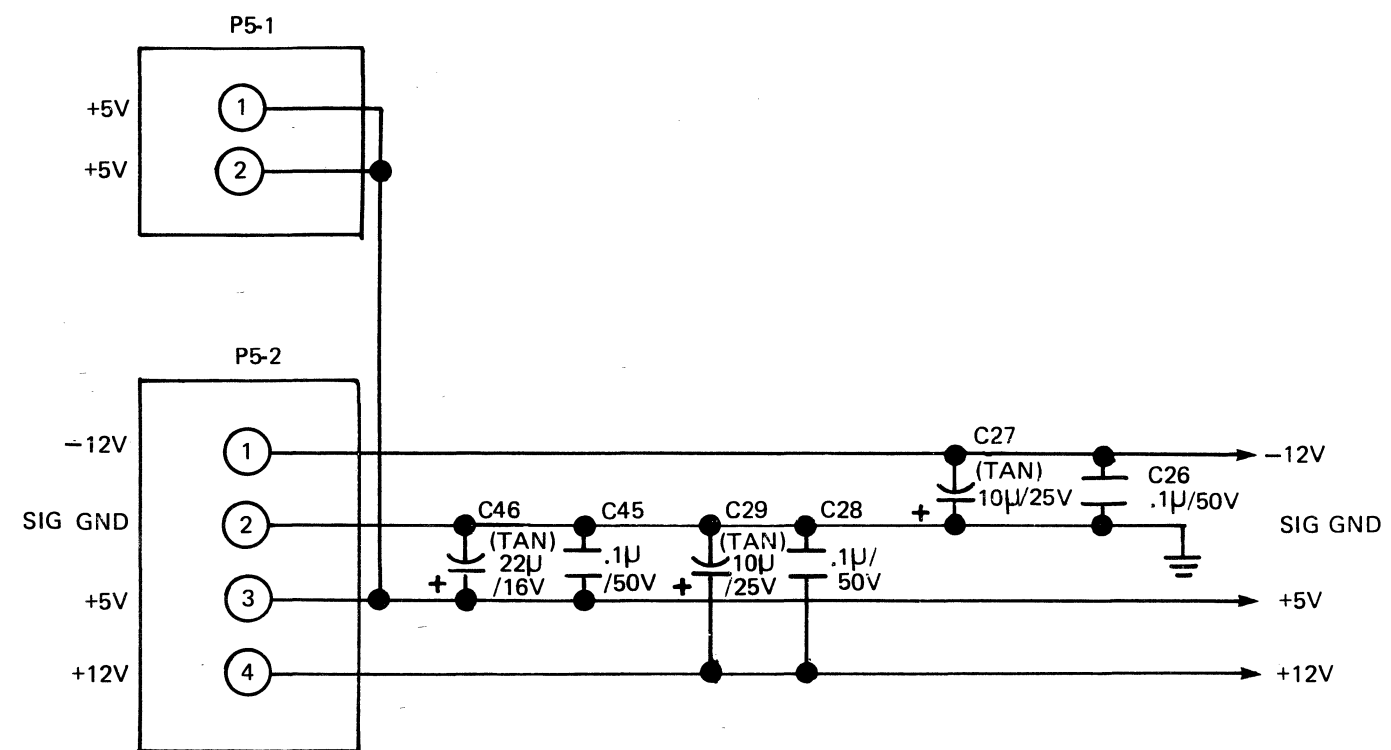 P5-1
+5V
1
+5V
2
P5-2
−12V
1
SIG GND
2
+5V
3
+12V
4
C46
(TAN)
22μ
/16V
+
C45
.1μ
/50V
C29
(TAN)
10μ
/25V
+
C28
.1μ/
50V
C27
(TAN)
10μ/25V
+
C26
.1μ/50V
−12V
SIG GND
+5V
+12V